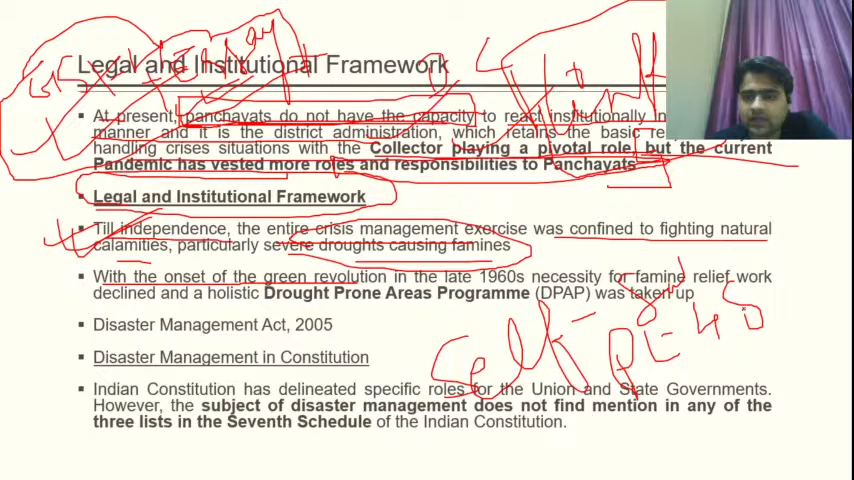 Legal and Institutional Framework
At present, panchayats do not have the capacity to react institutionally in
manner and it is the district administration, which retains the basic
handling crises situations with the Collector playing a pivotal role, but the current
Pandemic has vested more roles and responsibilities to Panchayats
Legal and Institutional Framework
Till independence, the entire crisis management exercise was confined to fighting natural
calamities, particularly severe droughts causing famines
With the onset of the green revolution in the late 1960s necessity for famine relief work
declined and a holistic Drought Prone Areas Programme (DPAP) was taken up
Disaster Management Act, 2005
Disaster Management in Constitution
Self-
Indian Constitution has delineated specific roles for the Union and State Governments.
However, the subject of disaster management does not find mention in any of the
three lists in the Seventh Schedule of the Indian Constitution.